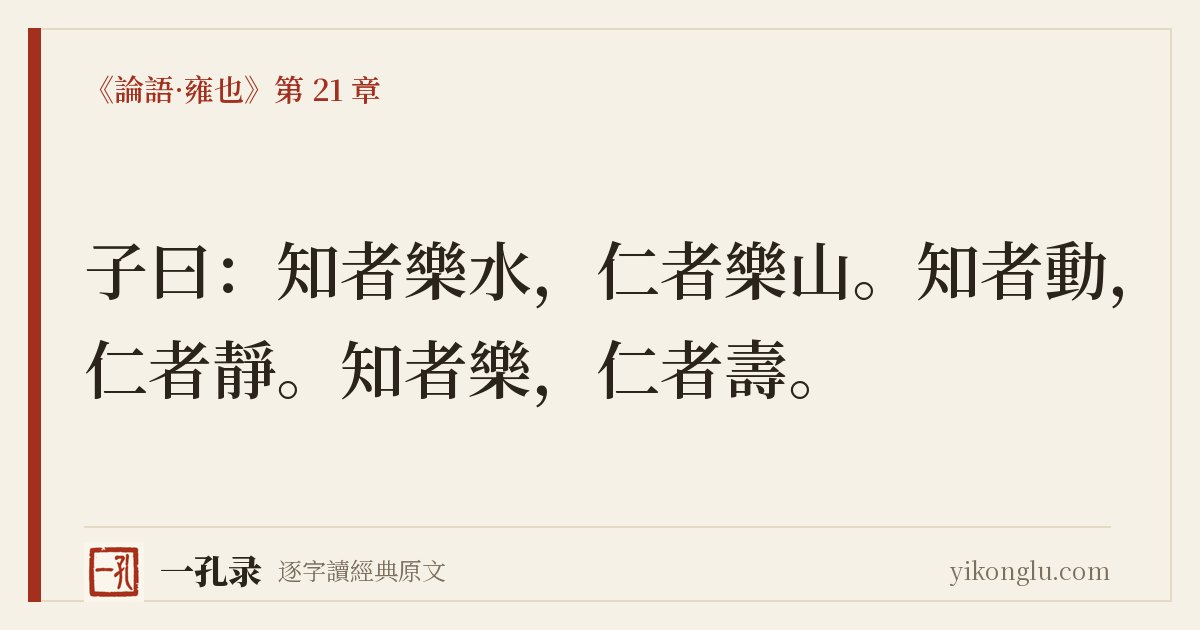 《論語·雍也》第 21 章
子曰：知者樂水，仁者樂山。知者動，
仁者靜。知者樂，仁者壽。
一孔
一孔录 逐字讀經典原文
yikonglu.com